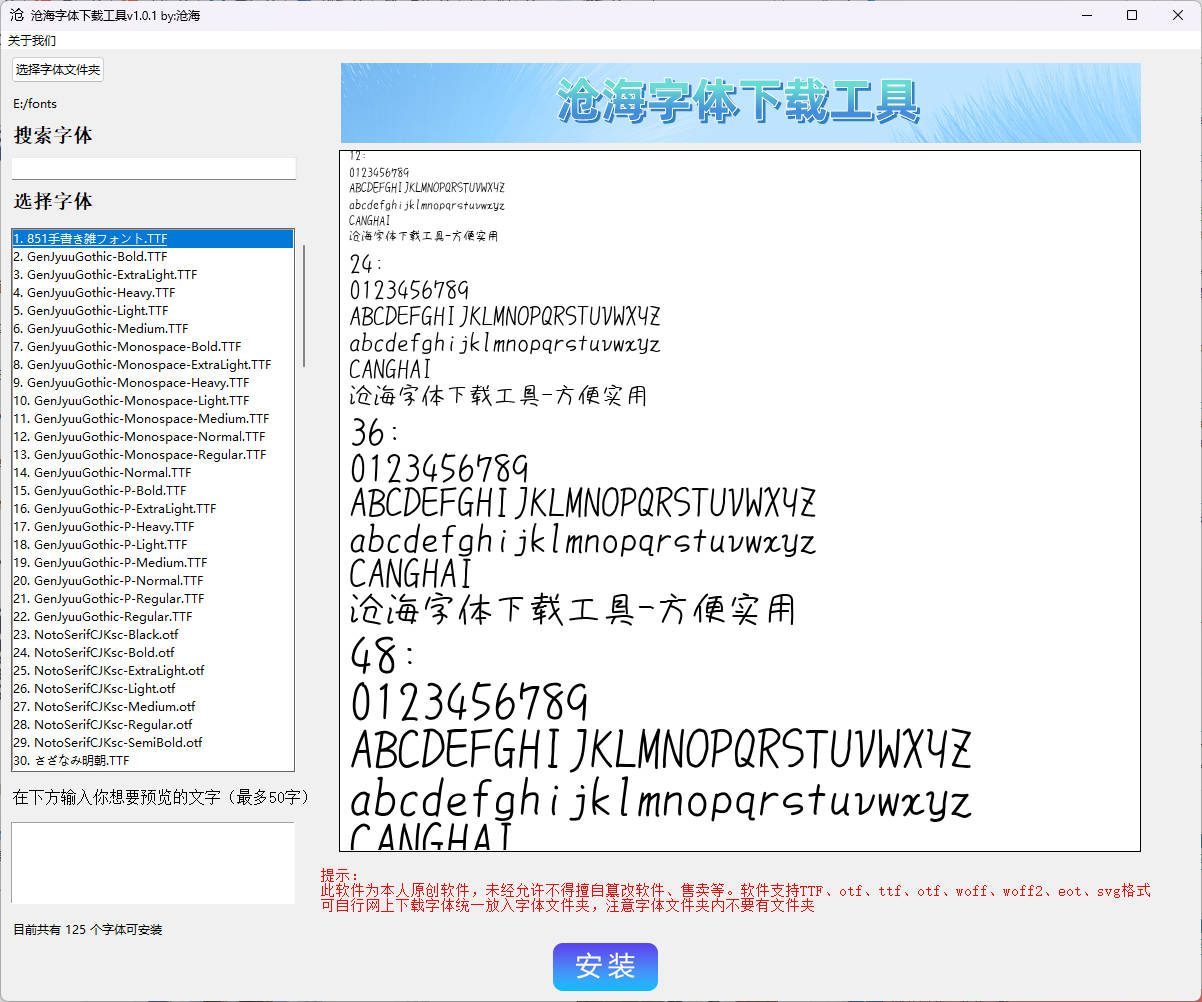 沧 沧海字体下载工具v1.0.1 by:沧海
关于我们
选择字体文件夹
E:/fonts
搜索字体
选择字体
1. 851手書き雑フォント.TTF
2. GenJyuuGothic-Bold.TTF
3. GenJyuuGothic-ExtraLight.TTF
4. GenJyuuGothic-Heavy.TTF
5. GenJyuuGothic-Light.TTF
6. GenJyuuGothic-Medium.TTF
7. GenJyuuGothic-Monospace-Bold.TTF
8. GenJyuuGothic-Monospace-ExtraLight.TTF
9. GenJyuuGothic-Monospace-Heavy.TTF
10. GenJyuuGothic-Monospace-Light.TTF
11. GenJyuuGothic-Monospace-Medium.TTF
12. GenJyuuGothic-Monospace-Normal.TTF
13. GenJyuuGothic-Monospace-Regular.TTF
14. GenJyuuGothic-Normal.TTF
15. GenJyuuGothic-P-Bold.TTF
16. GenJyuuGothic-P-ExtraLight.TTF
17. GenJyuuGothic-P-Heavy.TTF
18. GenJyuuGothic-P-Light.TTF
19. GenJyuuGothic-P-Medium.TTF
20. GenJyuuGothic-P-Normal.TTF
21. GenJyuuGothic-P-Regular.TTF
22. GenJyuuGothic-Regular.TTF
23. NotoSerifCJKsc-Black.otf
24. NotoSerifCJKsc-Bold.otf
25. NotoSerifCJKsc-ExtraLight.otf
26. NotoSerifCJKsc-Light.otf
27. NotoSerifCJKsc-Medium.otf
28. NotoSerifCJKsc-Regular.otf
29. NotoSerifCJKsc-SemiBold.otf
30. さざなみ明朝.TTF
在下方输入你想要预览的文字（最多50字）
目前共有 125 个字体可安装
沧海字体下载工具
12:
0123456789
ABCDEFGHIJKLMNOPQRSTUVWXYZ
abcdefghijklmnopqrstuvwxyz
CANGHAI
沧海字体下载工具-方便实用
24:
0123456789
ABCDEFGHIJKLMNOPQRSTUVWXYZ
abcdefghijklmnopqrstuvwxyz
CANGHAI
沧海字体下载工具-方便实用
36:
0123456789
ABCDEFGHIJKLMNOPQRSTUVWXYZ
abcdefghijklmnopqrstuvwxyz
CANGHAI
沧海字体下载工具-方便实用
48:
0123456789
ABCDEFGHIJKLMNOPQRSTUVWXYZ
abcdefghijklmnopqrstuvwxyz
CANGHAI
提示：
此软件为本人原创软件，未经允许不得擅自篡改软件、售卖等。软件支持TTF、otf、ttf、otf、woff、woff2、eot、svg格式
可自行网上下载字体统一放入字体文件夹，注意字体文件夹内不要有文件夹
安装